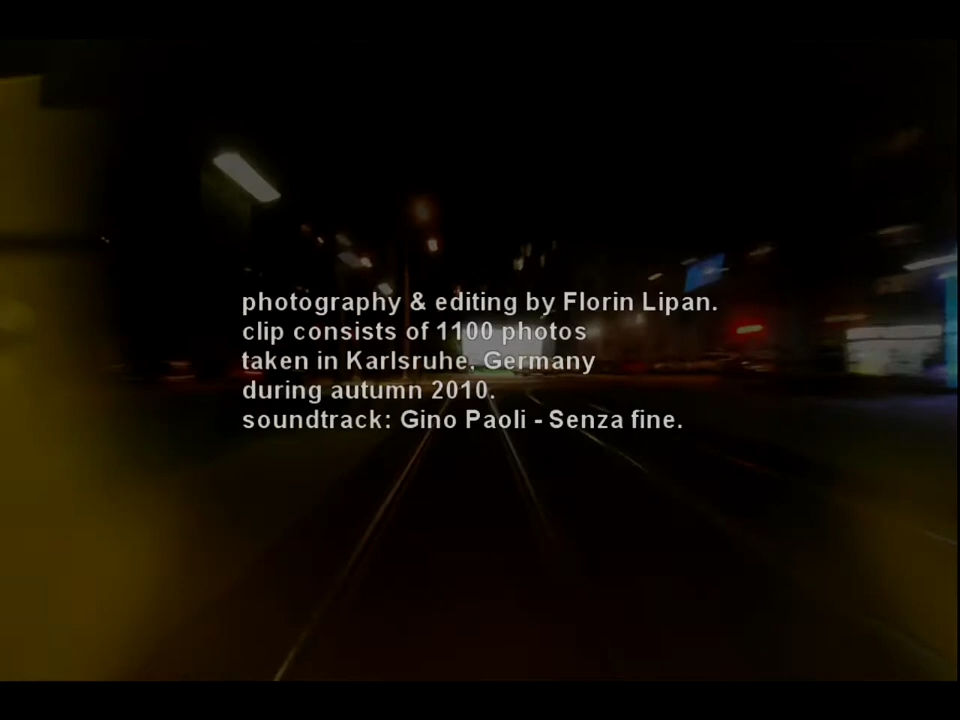 photography & editing by Florin Lipan.
clip consists of 1100 photos
taken in Karlsruhe, Germany
during autumn 2010.
soundtrack: Gino Paoli - Senza fine.